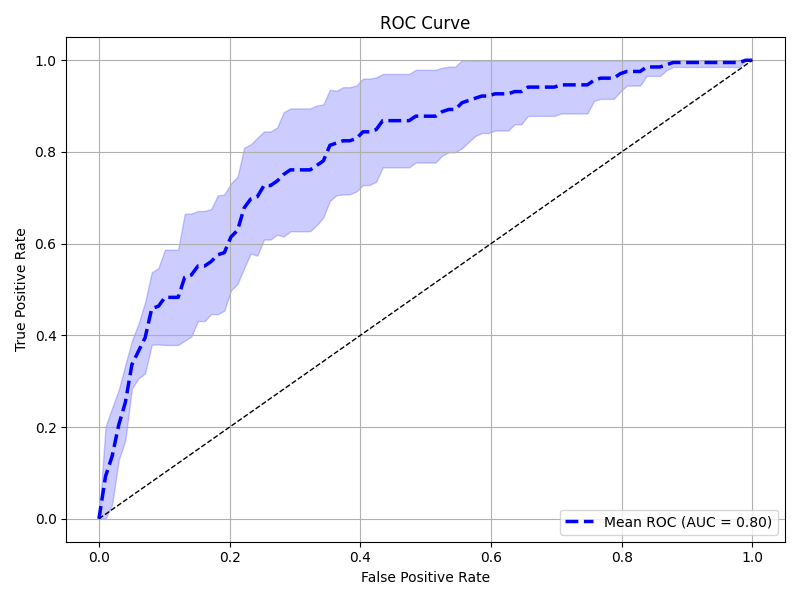 ROC Curve
1.0
0.8
0.6
0.4
0.2
0.0
True Positive Rate
Mean ROC (AUC = 0.80)
0.0 0.2 0.4 0.6 0.8 1.0
False Positive Rate